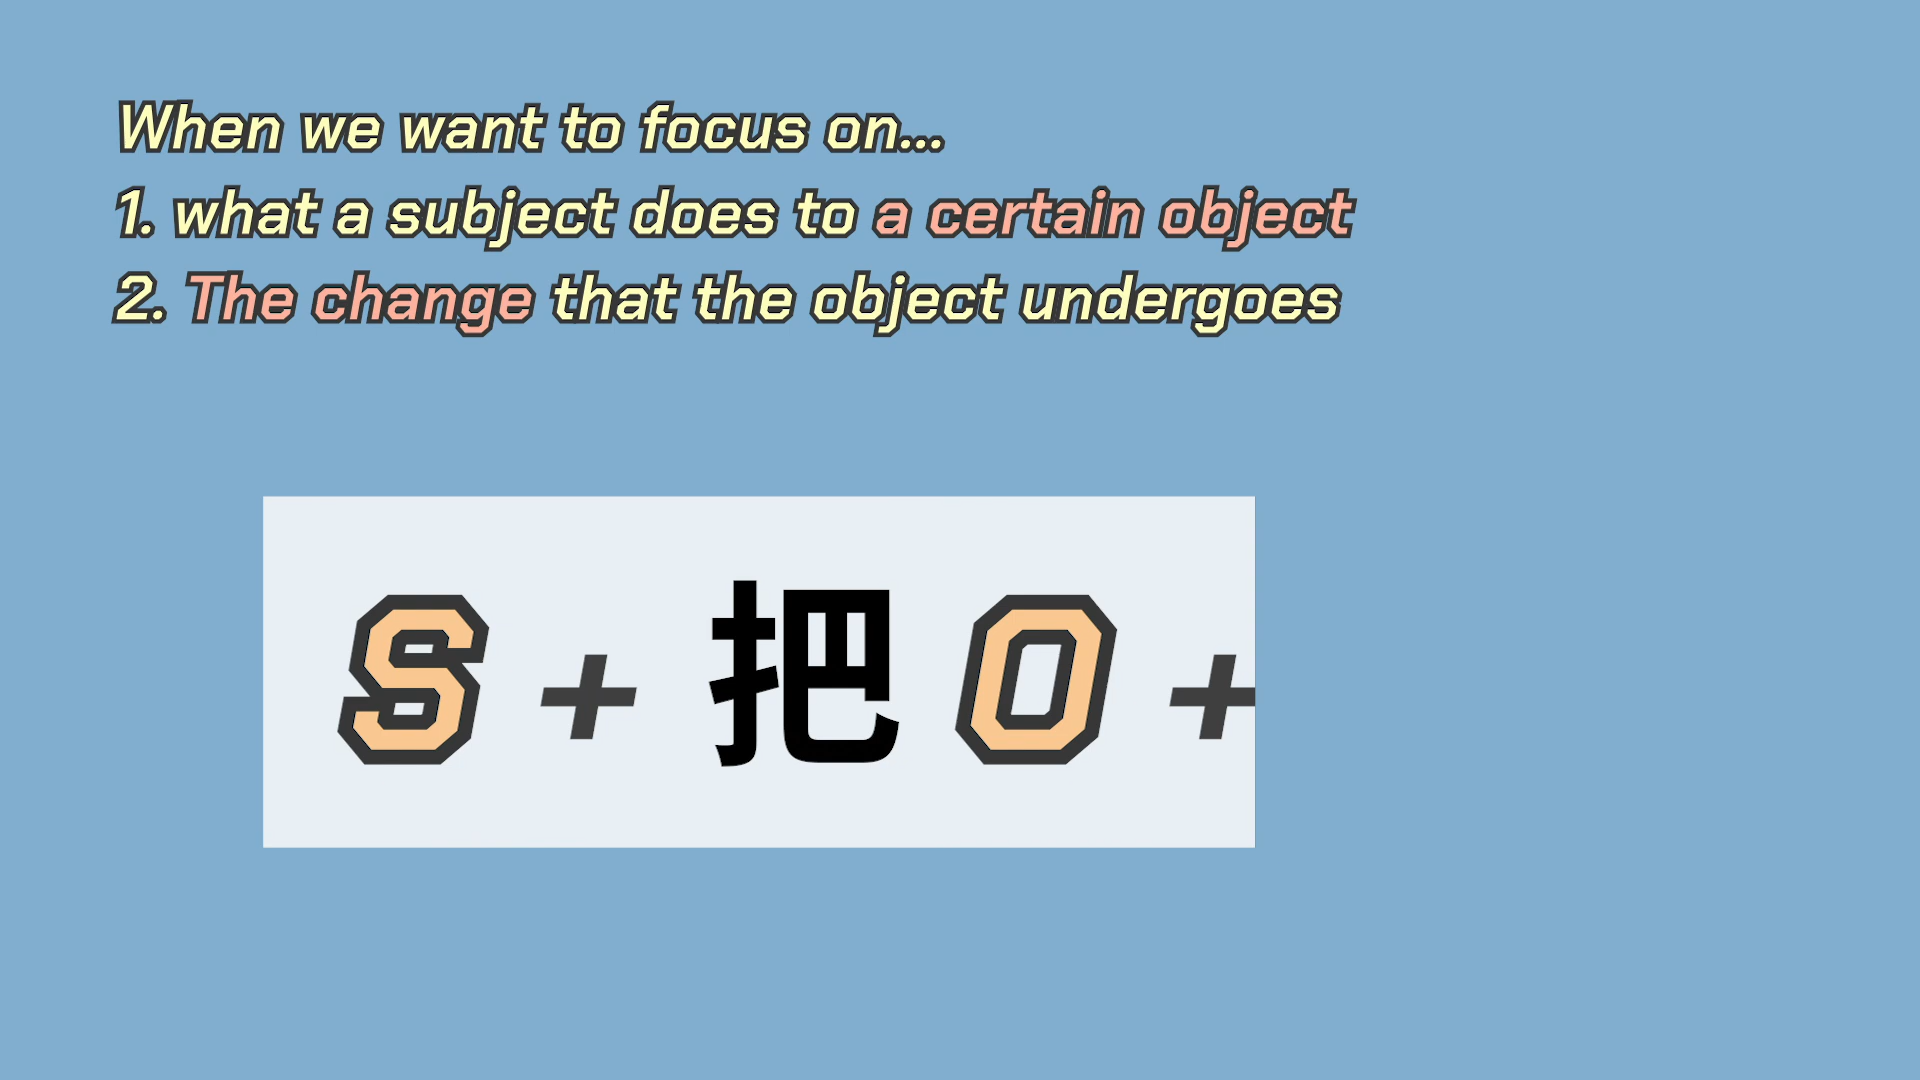 When we want to focus on...
1. what a subject does to a certain object
2. The change that the object undergoes
S + 把 O +